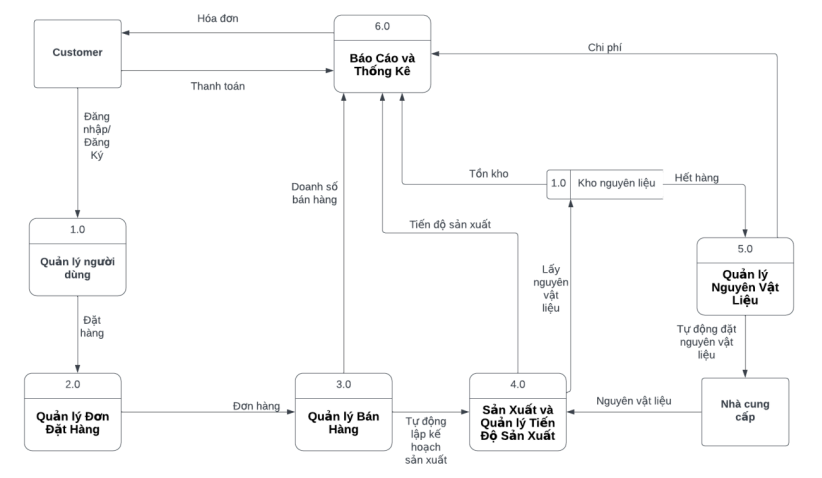 Hóa đơn
6.0
Customer
Báo Cáo và
Thống Kê
Chi phí
Thanh toán
Đăng
nhập/
Đăng
Ký
Doanh số
bán hàng
Tồn kho
1.0
Kho nguyên liệu
Hết hàng
1.0
Quản lý người
dùng
Tiến độ sản xuất
5.0
Quản lý
Nguyên Vật
Liệu
Lấy
nguyên
vật
liệu
Đặt
hàng
Tự động đặt
nguyên vật
liệu
2.0
Quản lý Đơn
Đặt Hàng
Đơn hàng
3.0
Quản lý Bán
Hàng
Tự động
lập kế
hoạch
sản xuất
4.0
Sản Xuất và
Quản lý Tiến
Độ Sản Xuất
Nguyên vật liệu
Nhà cung
cấp